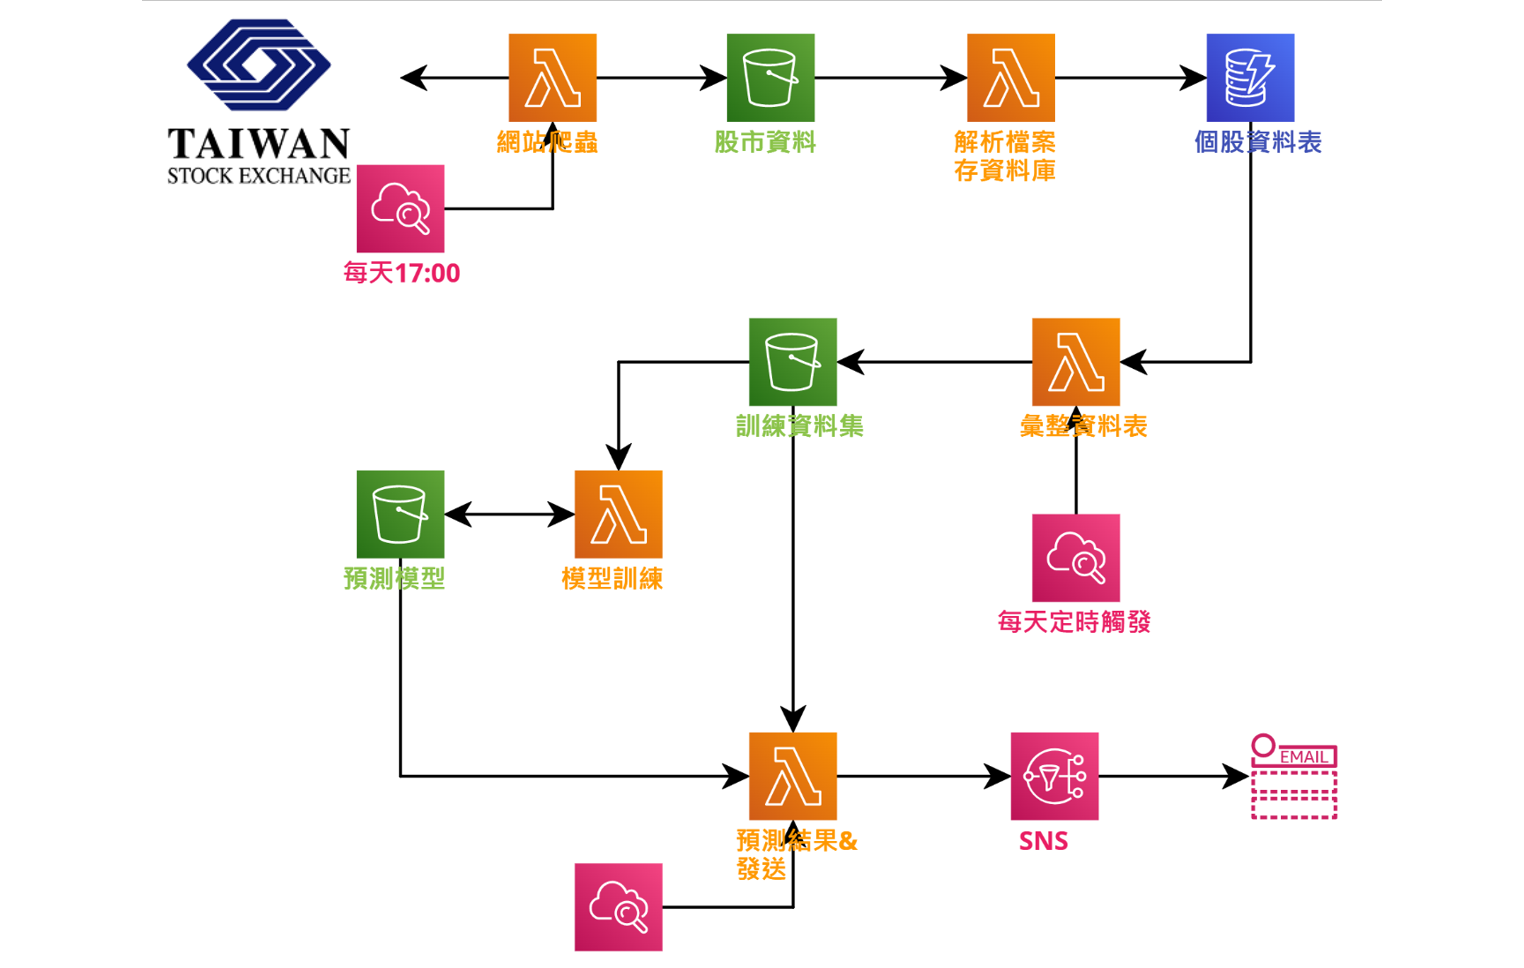 TAIWAN
STOCK EXCHANGE
網站爬蟲
股市資料
解析檔案
存資料庫
個股資料表
每天17:00
訓練資料集
彙整資料表
預測模型
模型訓練
每天定時觸發
預測結果&
發送
SNS
EMAIL